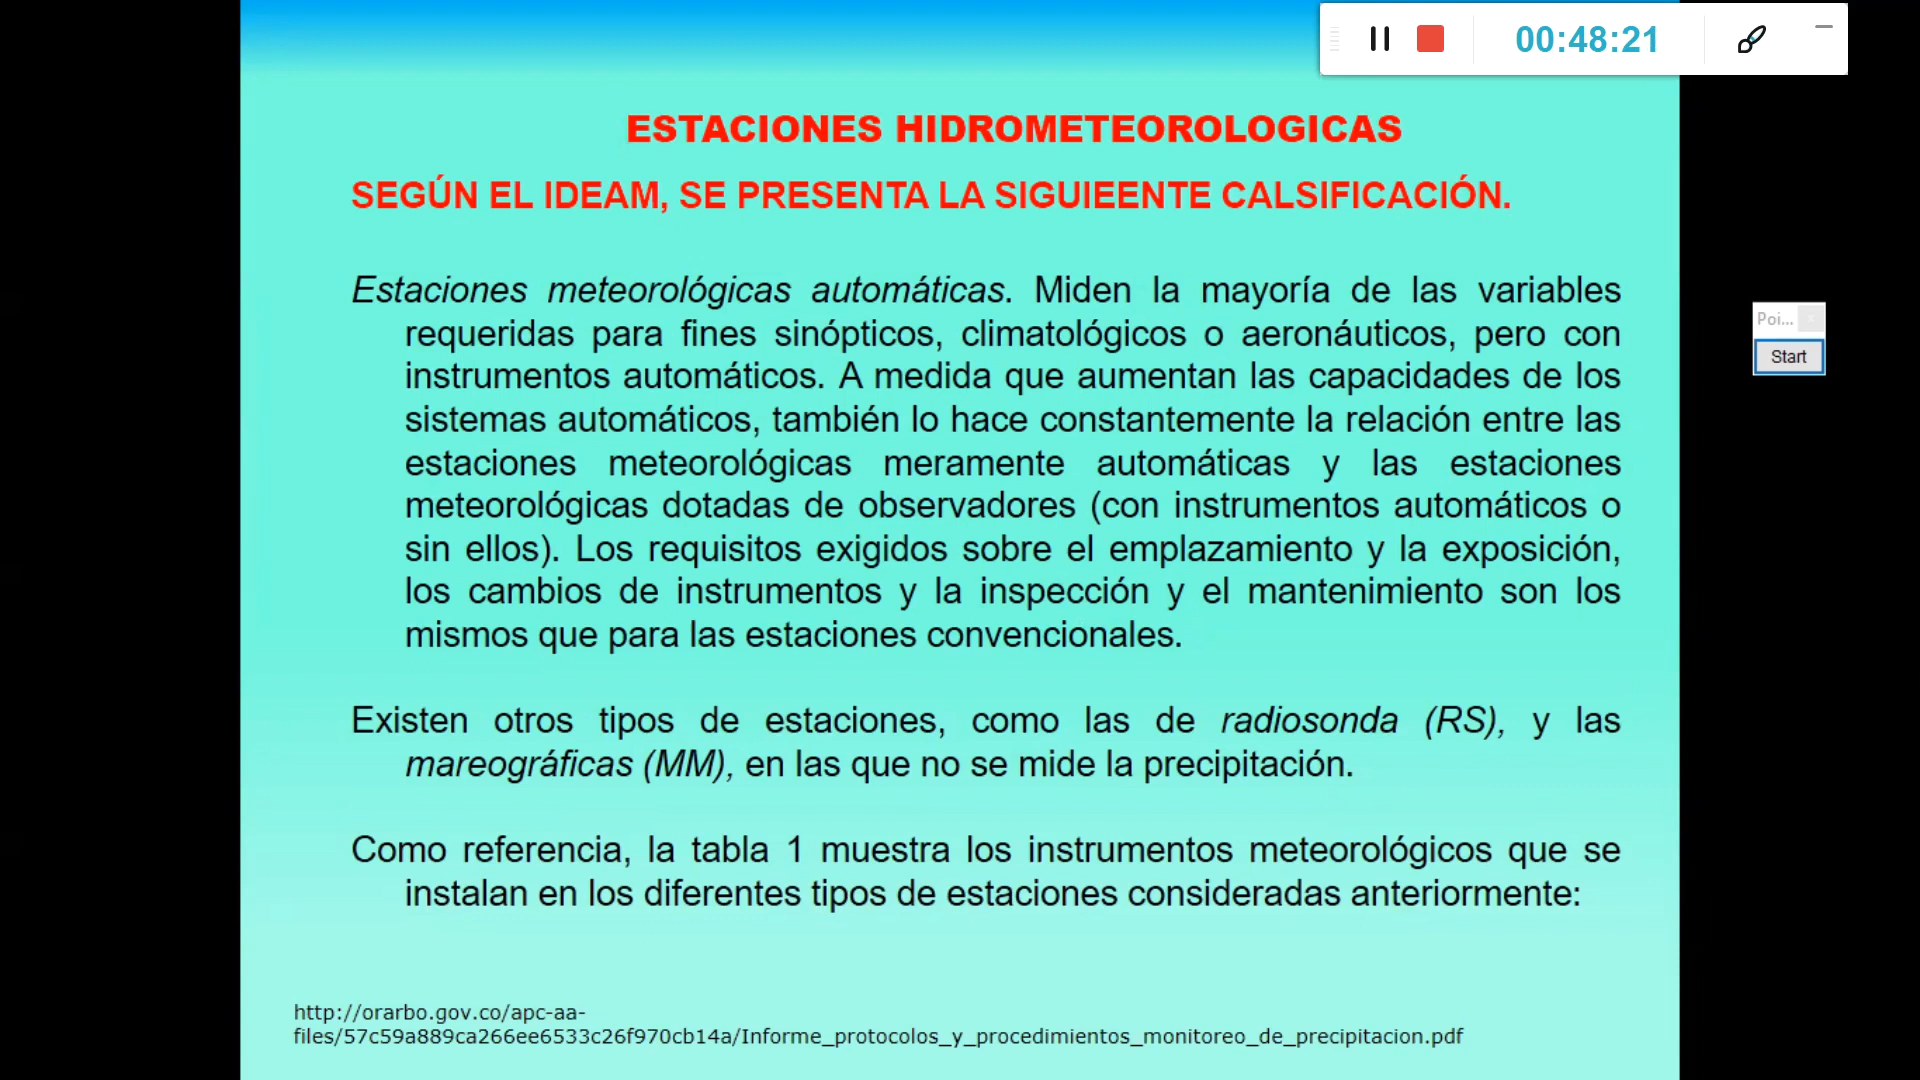 00:48:21
ESTACIONES HIDROMETEOROLOGICAS
SEGÚN EL IDEAM, SE PRESENTA LA SIGUIEENTE CALSIFICACIÓN.
Estaciones meteorológicas automáticas. Miden la mayoría de las variables
requeridas para fines sinópticos, climatológicos o aeronáuticos, pero con
instrumentos automáticos. A medida que aumentan las capacidades de los
sistemas automáticos, también lo hace constantemente la relación entre las
estaciones meteorológicas meramente automáticas y las estaciones
meteorológicas dotadas de observadores (con instrumentos automáticos o
sin ellos). Los requisitos exigidos sobre el emplazamiento y la exposición,
los cambios de instrumentos y la inspección y el mantenimiento son los
mismos que para las estaciones convencionales.
Existen otros tipos de estaciones, como las de radiosonda (RS), y las
mareográficas (MM), en las que no se mide la precipitación.
Como referencia, la tabla 1 muestra los instrumentos meteorológicos que se
instalan en los diferentes tipos de estaciones consideradas anteriormente:
http://orarbo.gov.co/apc-aa-
files/57c59a889ca266ee6533c26f970cb14a/Informe_protocolos_y_procedimientos_monitoreo_de_precipitacion.pdf
Poi...
Start